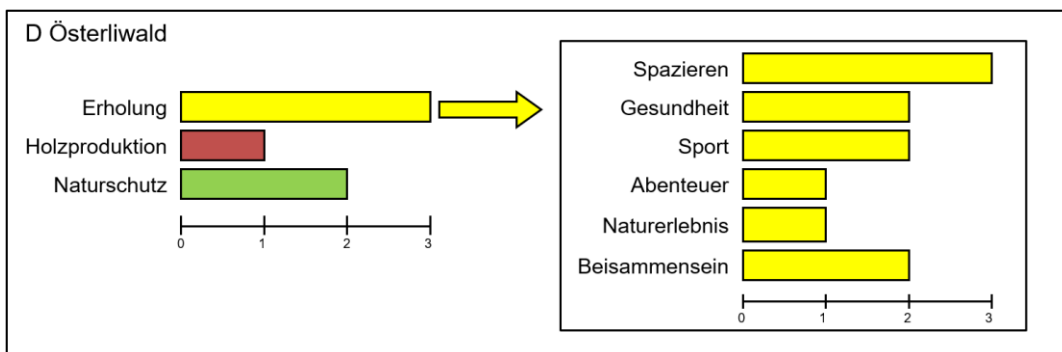 D Österliwald
Erholung
Holzproduktion
Naturschutz
0 1 2 3
Spazieren
Gesundheit
Sport
Abenteuer
Naturerlebnis
Beisammensein
0 1 2 3